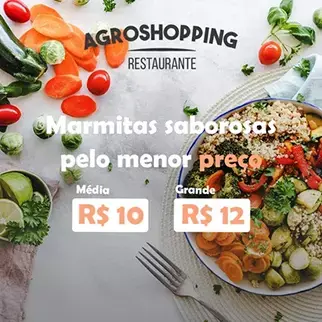 AGROSHOPPING
RESTAURANTE
Marmitas saborosas
pelo menor preço
Média
Grande
R$ 10
R$ 12